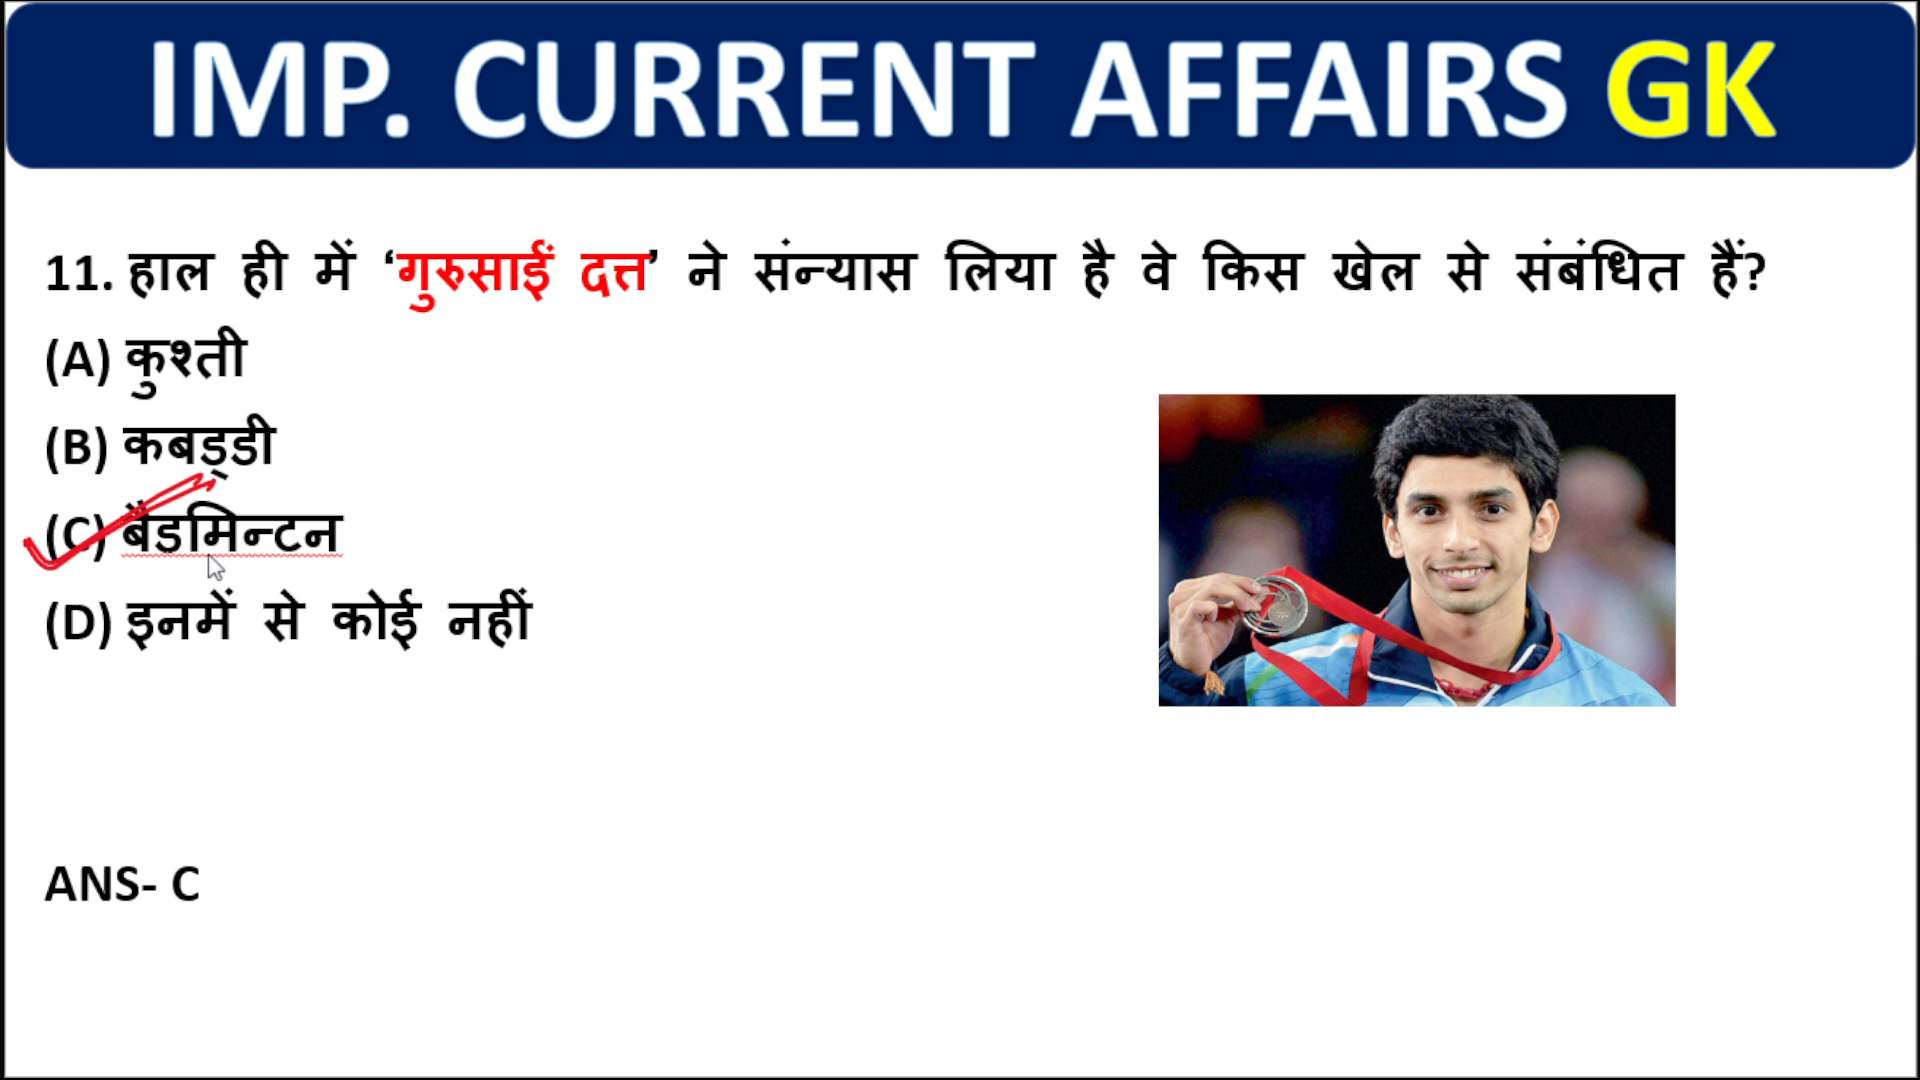 IMP. CURRENT AFFAIRS GK
11. हाल ही में ‘गुरुसाईं दत्त’ ने संन्यास लिया है वे किस खेल से संबंधित हैं?
(A) कुश्ती
(B) कबड्डी
(C) बैडमिन्टन
(D) इनमें से कोई नहीं
ANS- C